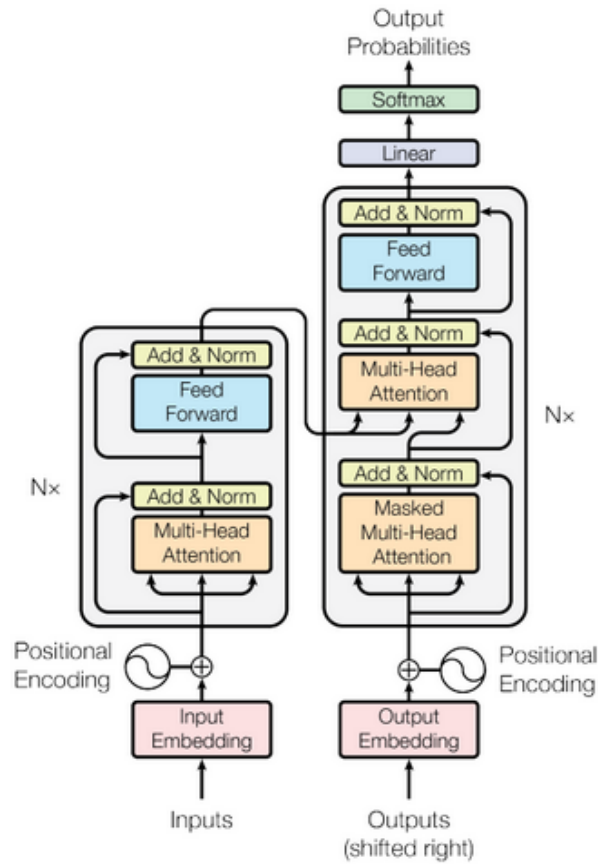 Output
Probabilities
Softmax
Linear
Add & Norm
Feed
Forward
Add & Norm
Multi-Head
Attention
N×
Add & Norm
Masked
Multi-Head
Attention
Add & Norm
Feed
Forward
N×
Add & Norm
Multi-Head
Attention
Positional
Encoding
Positional
Encoding
Input
Embedding
Output
Embedding
Inputs
Outputs
(shifted right)